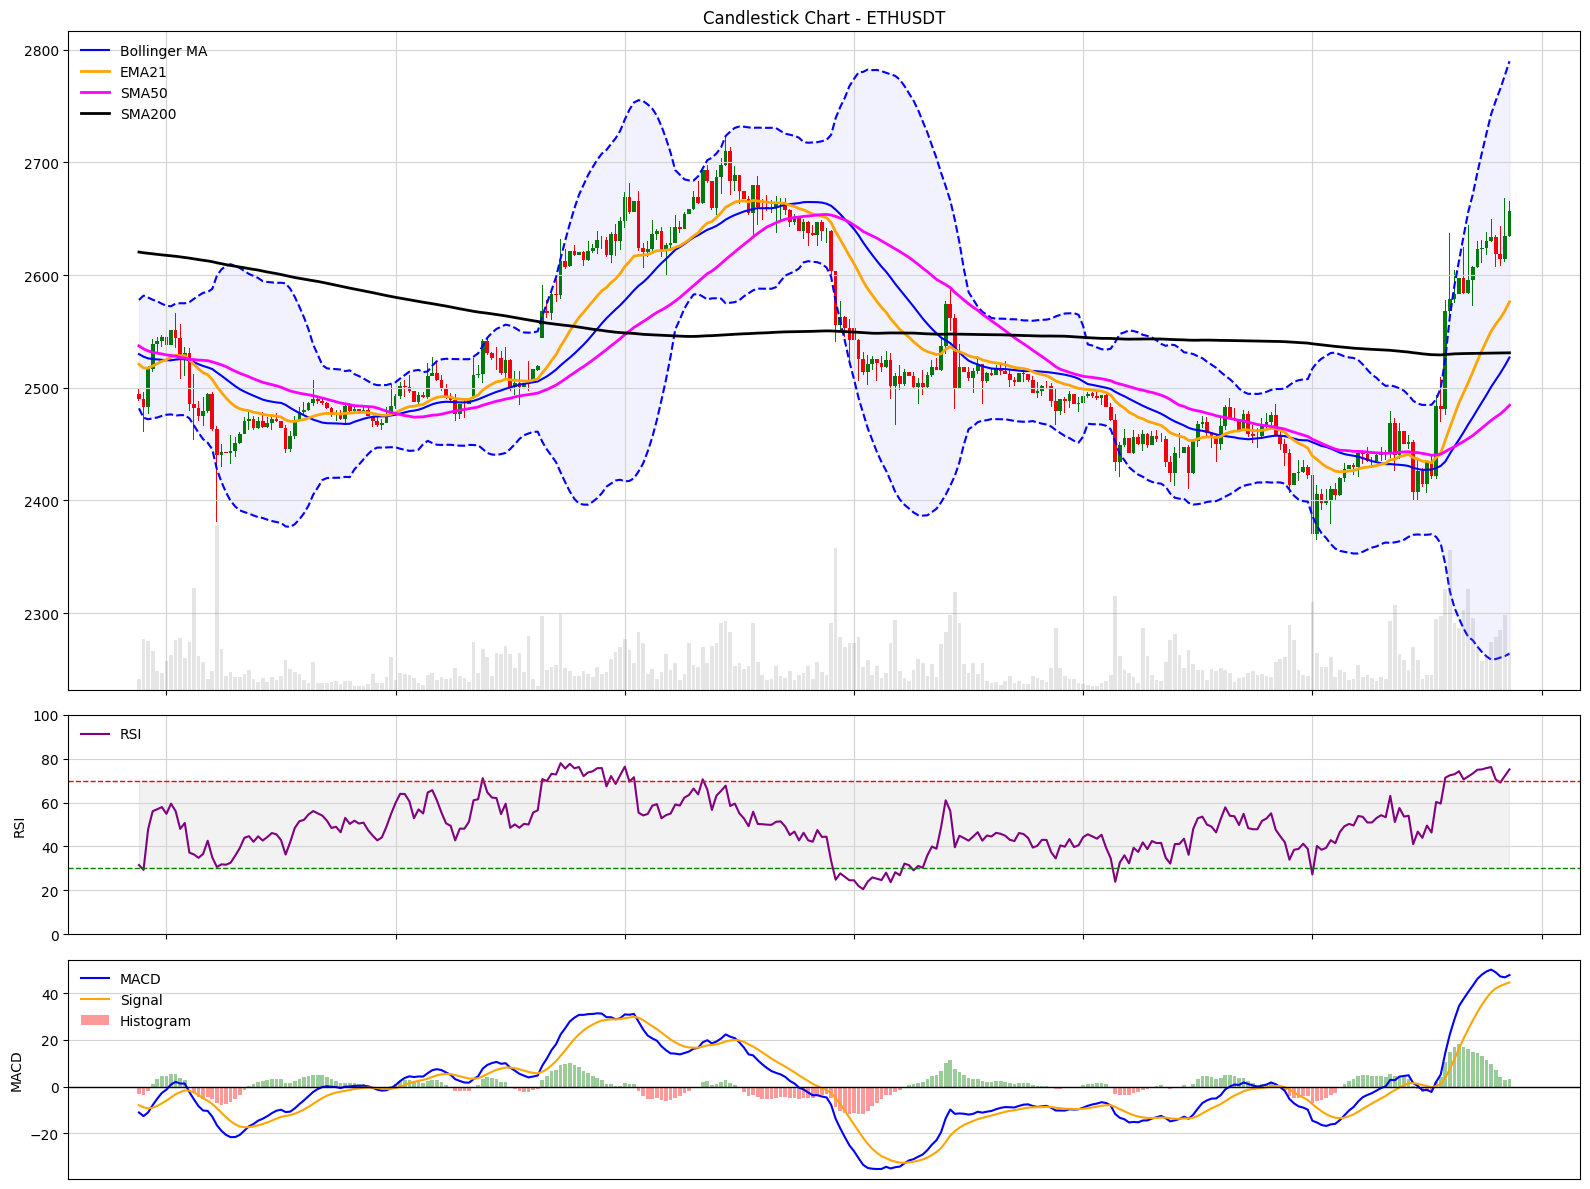 Candlestick Chart - ETHUSDT
2800
2700
2600
2500
2400
2300
Bollinger MA
EMA21
SMA50
SMA200
100
80
60
40
20
0
RSI
RSI
40
20
0
−20
MACD
MACD
Signal
Histogram